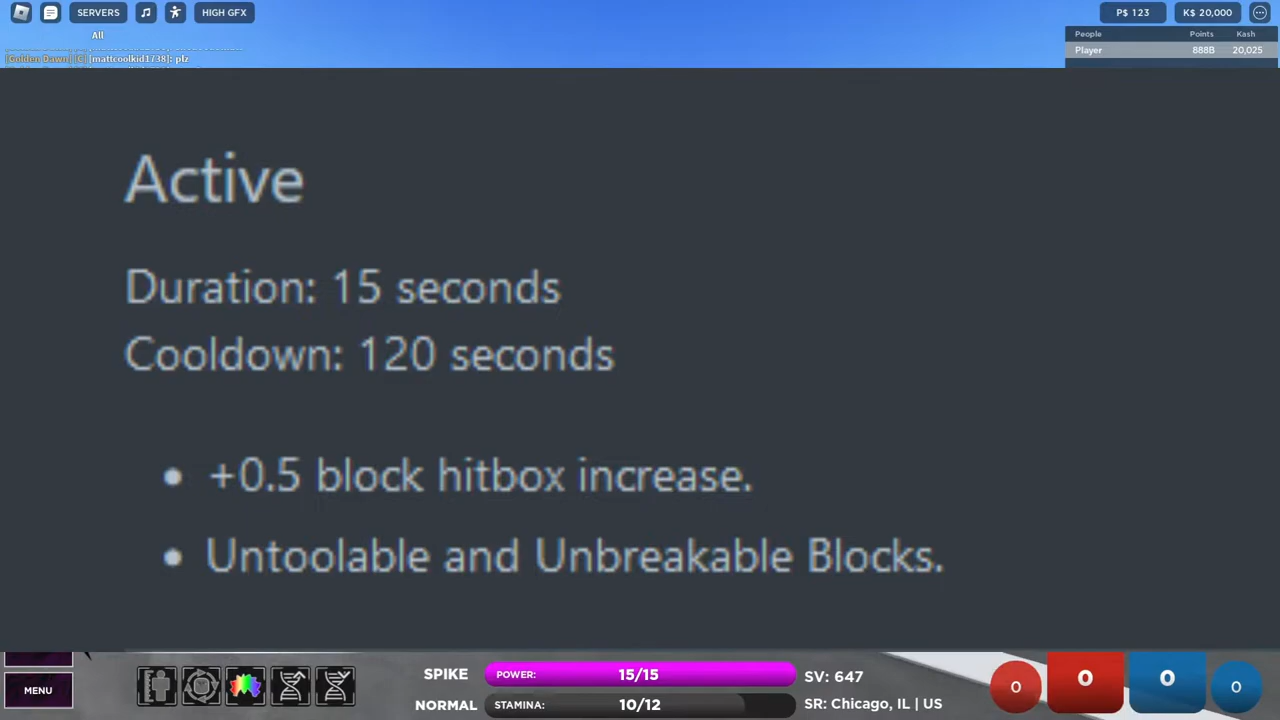 SERVERS
HIGH GFX
P$ 123
K$ 20,000
All
People Points Kash
Player 888B 20,025
[Golden Dawn] [C] [mattcoolkid1738]: plz
Active
Duration: 15 seconds
Cooldown: 120 seconds
+0.5 block hitbox increase.
Untoolable and Unbreakable Blocks.
MENU
SPIKE
POWER: 15/15
SV: 647
NORMAL
STAMINA: 10/12
SR: Chicago, IL | US
0
0
0
0